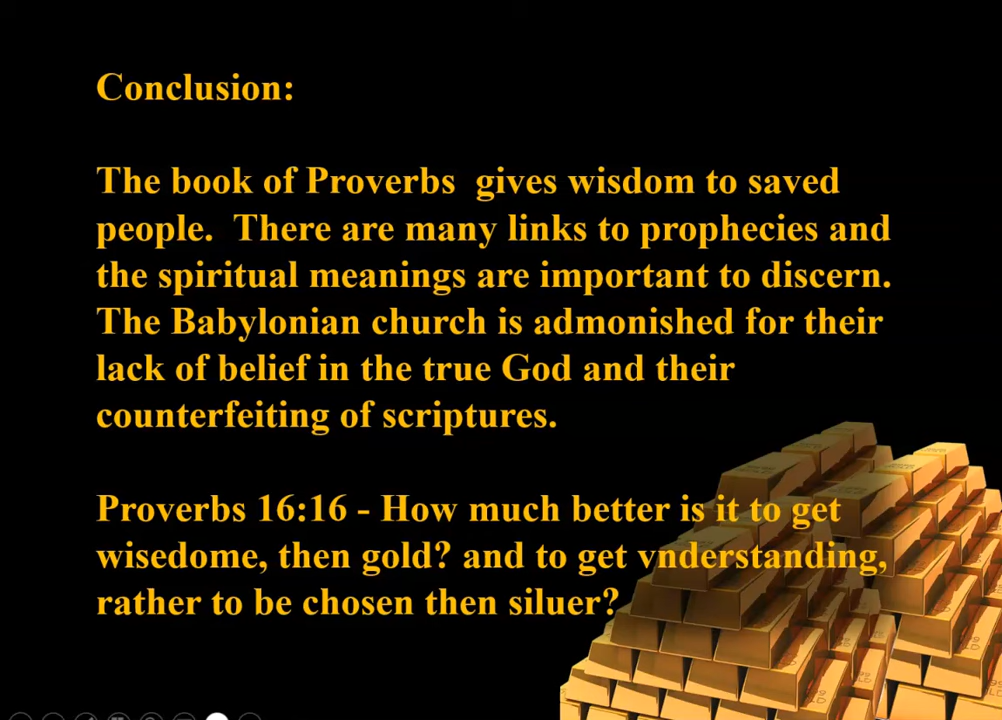 Conclusion:
The book of Proverbs  gives wisdom to saved
people.  There are many links to prophecies and
the spiritual meanings are important to discern.
The Babylonian church is admonished for their
lack of belief in the true God and their
counterfeiting of scriptures.
Proverbs 16:16 - How much better is it to get
wisedome, then gold? and to get vnderstanding,
rather to be chosen then siluer?